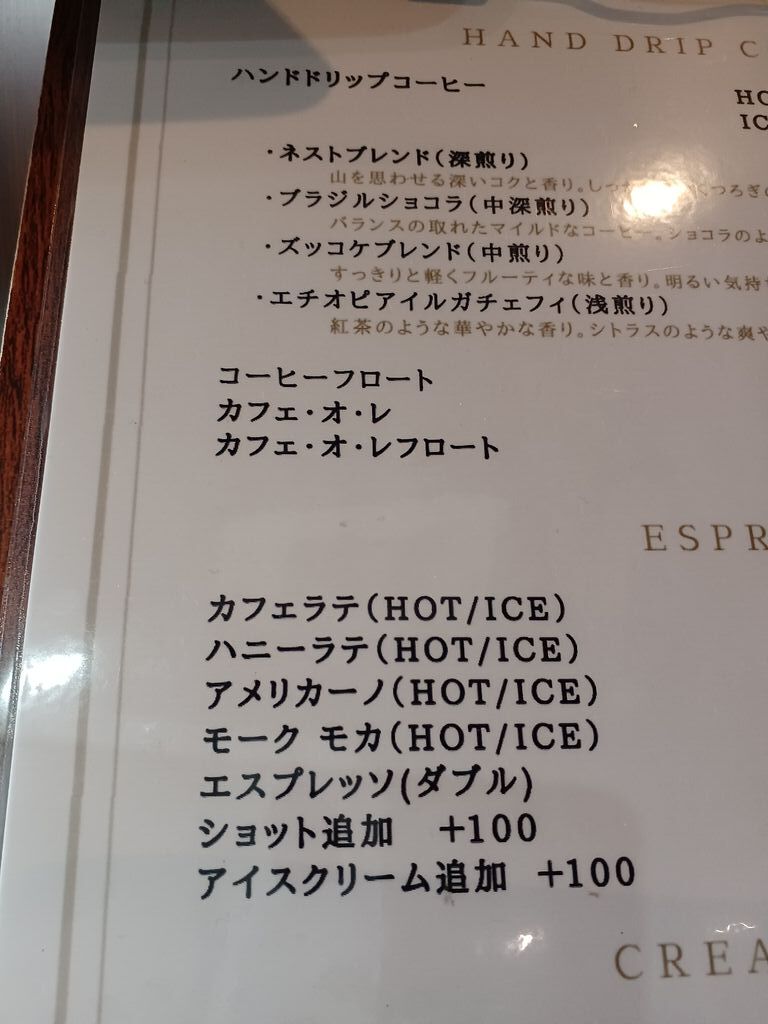 HAND DRIP C
ハンドドリップコーヒー
HO
IC
・ネストブレンド(深煎り)
山を思わせる深いコクと香り。しっ くつろぎの
・ブラジルショコラ(中深煎り)
バランスの取れたマイルドなコーヒー。ショコラのよ
・ズッコケブレンド(中煎り)
すっきりと軽くフルーティな味と香り。明るい気持
・エチオピアイルガチェフィ(浅煎り)
紅茶のような華やかな香り。シトラスのような爽や
コーヒーフロート
カフェ・オ・レ
カフェ・オ・レフロート
ESPR
カフェラテ(HOT/ICE)
ハニーラテ(HOT/ICE)
アメリカーノ(HOT/ICE)
モーク モカ(HOT/ICE)
エスプレッソ(ダブル)
ショット追加 +100
アイスクリーム追加 +100
CREA